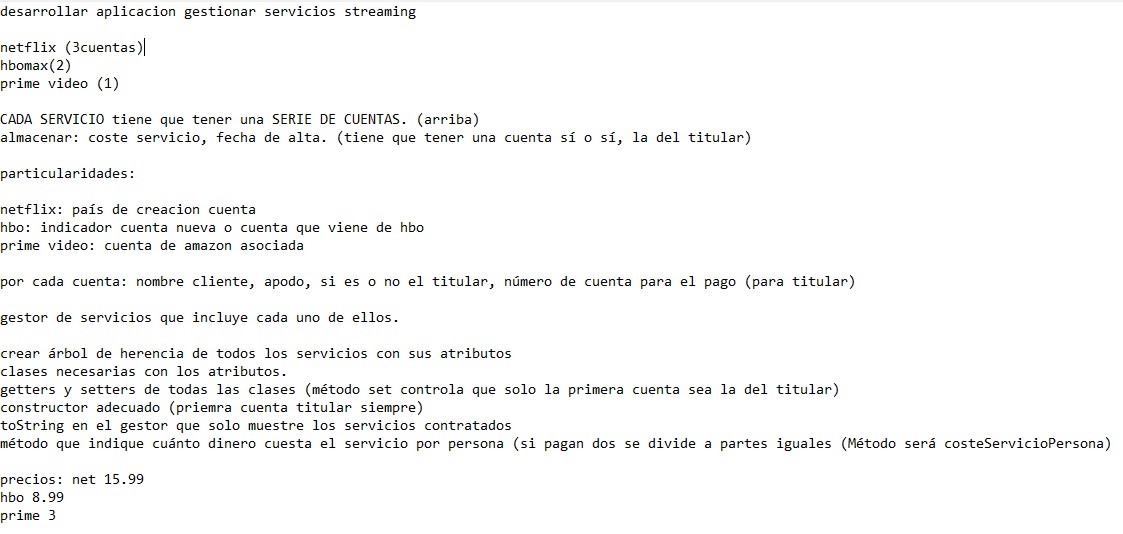 desarrollar aplicacion gestionar servicios streaming
netflix (3cuentas)
hbomax(2)
prime video (1)
CADA SERVICIO tiene que tener una SERIE DE CUENTAS. (arriba)
almacenar: coste servicio, fecha de alta. (tiene que tener una cuenta sí o sí, la del titular)
particularidades:
netflix: país de creacion cuenta
hbo: indicador cuenta nueva o cuenta que viene de hbo
prime video: cuenta de amazon asociada
por cada cuenta: nombre cliente, apodo, si es o no el titular, número de cuenta para el pago (para titular)
gestor de servicios que incluye cada uno de ellos.
crear árbol de herencia de todos los servicios con sus atributos
clases necesarias con los atributos.
getters y setters de todas las clases (método set controla que solo la primera cuenta sea la del titular)
constructor adecuado (priemra cuenta titular siempre)
toString en el gestor que solo muestre los servicios contratados
método que indique cuánto dinero cuesta el servicio por persona (si pagan dos se divide a partes iguales (Método será costeServicioPersona)
precios: net 15.99
hbo 8.99
prime 3